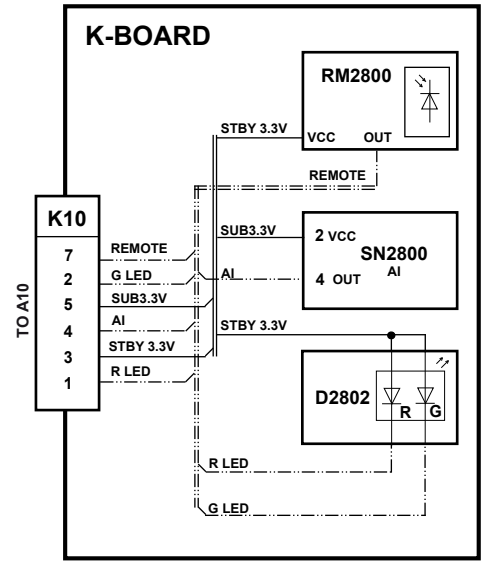 K-BOARD
RM2800
STBY 3.3V
VCC OUT
REMOTE
K10
SUB3.3V
2 VCC
SN2800
AI
AI
4 OUT
7 REMOTE
2 G LED
5 SUB3.3V
4 AI
3 STBY 3.3V
1 R LED
TO A10
STBY 3.3V
D2802
R G
R LED
G LED